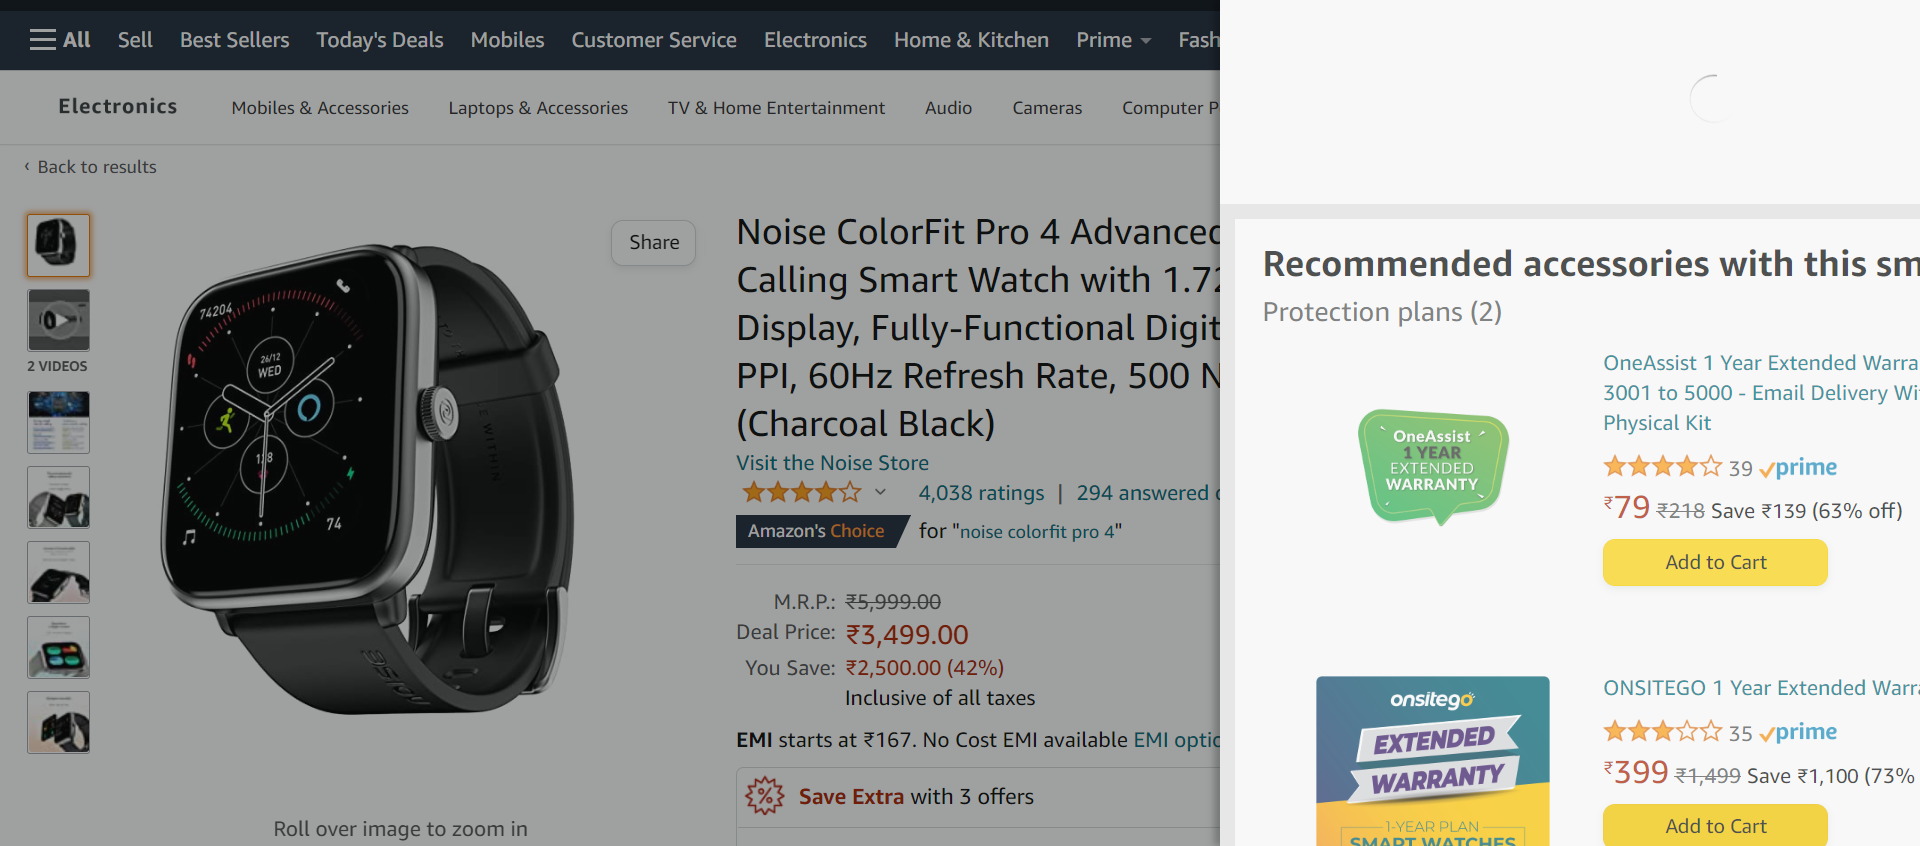 All Sell Best Sellers Today's Deals Mobiles Customer Service Electronics Home & Kitchen Prime Fash
Electronics Mobiles & Accessories Laptops & Accessories TV & Home Entertainment Audio Cameras Computer P
‹ Back to results
Share
2 VIDEOS
74204
26/12
WED
74
Roll over image to zoom in
Noise ColorFit Pro 4 Advanced
Calling Smart Watch with 1.72
Display, Fully-Functional Digit
PPI, 60Hz Refresh Rate, 500 N
(Charcoal Black)
Visit the Noise Store
4,038 ratings | 294 answered
Amazon's Choice for "noise colorfit pro 4"
M.R.P.: ₹5,999.00
Deal Price: ₹3,499.00
You Save: ₹2,500.00 (42%)
Inclusive of all taxes
EMI starts at ₹167. No Cost EMI available EMI optio
Save Extra with 3 offers
Recommended accessories with this sm
Protection plans (2)
OneAssist
1 YEAR
EXTENDED
WARRANTY
OneAssist 1 Year Extended Warra
3001 to 5000 - Email Delivery Wi
Physical Kit
39 prime
₹79 ₹218 Save ₹139 (63% off)
Add to Cart
onsitego
EXTENDED
WARRANTY
1-YEAR PLAN
SMART WATCHES
ONSITEGO 1 Year Extended Warra
35 prime
₹399 ₹1,499 Save ₹1,100 (73%
Add to Cart